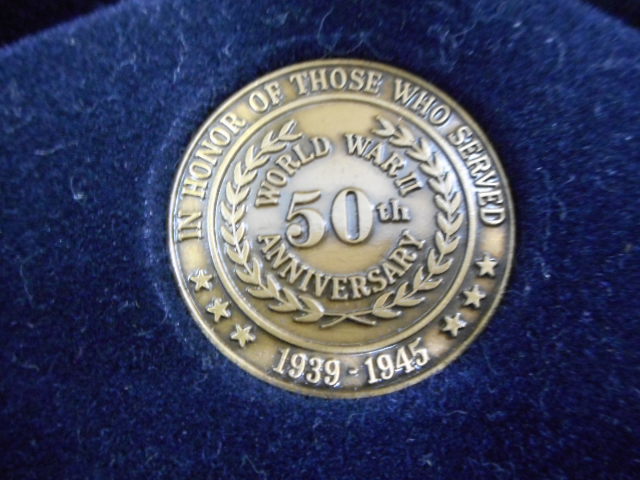 IN HONOR OF THOSE WHO SERVED
WORLD WAR II
50th
ANNIVERSARY
1939-1945